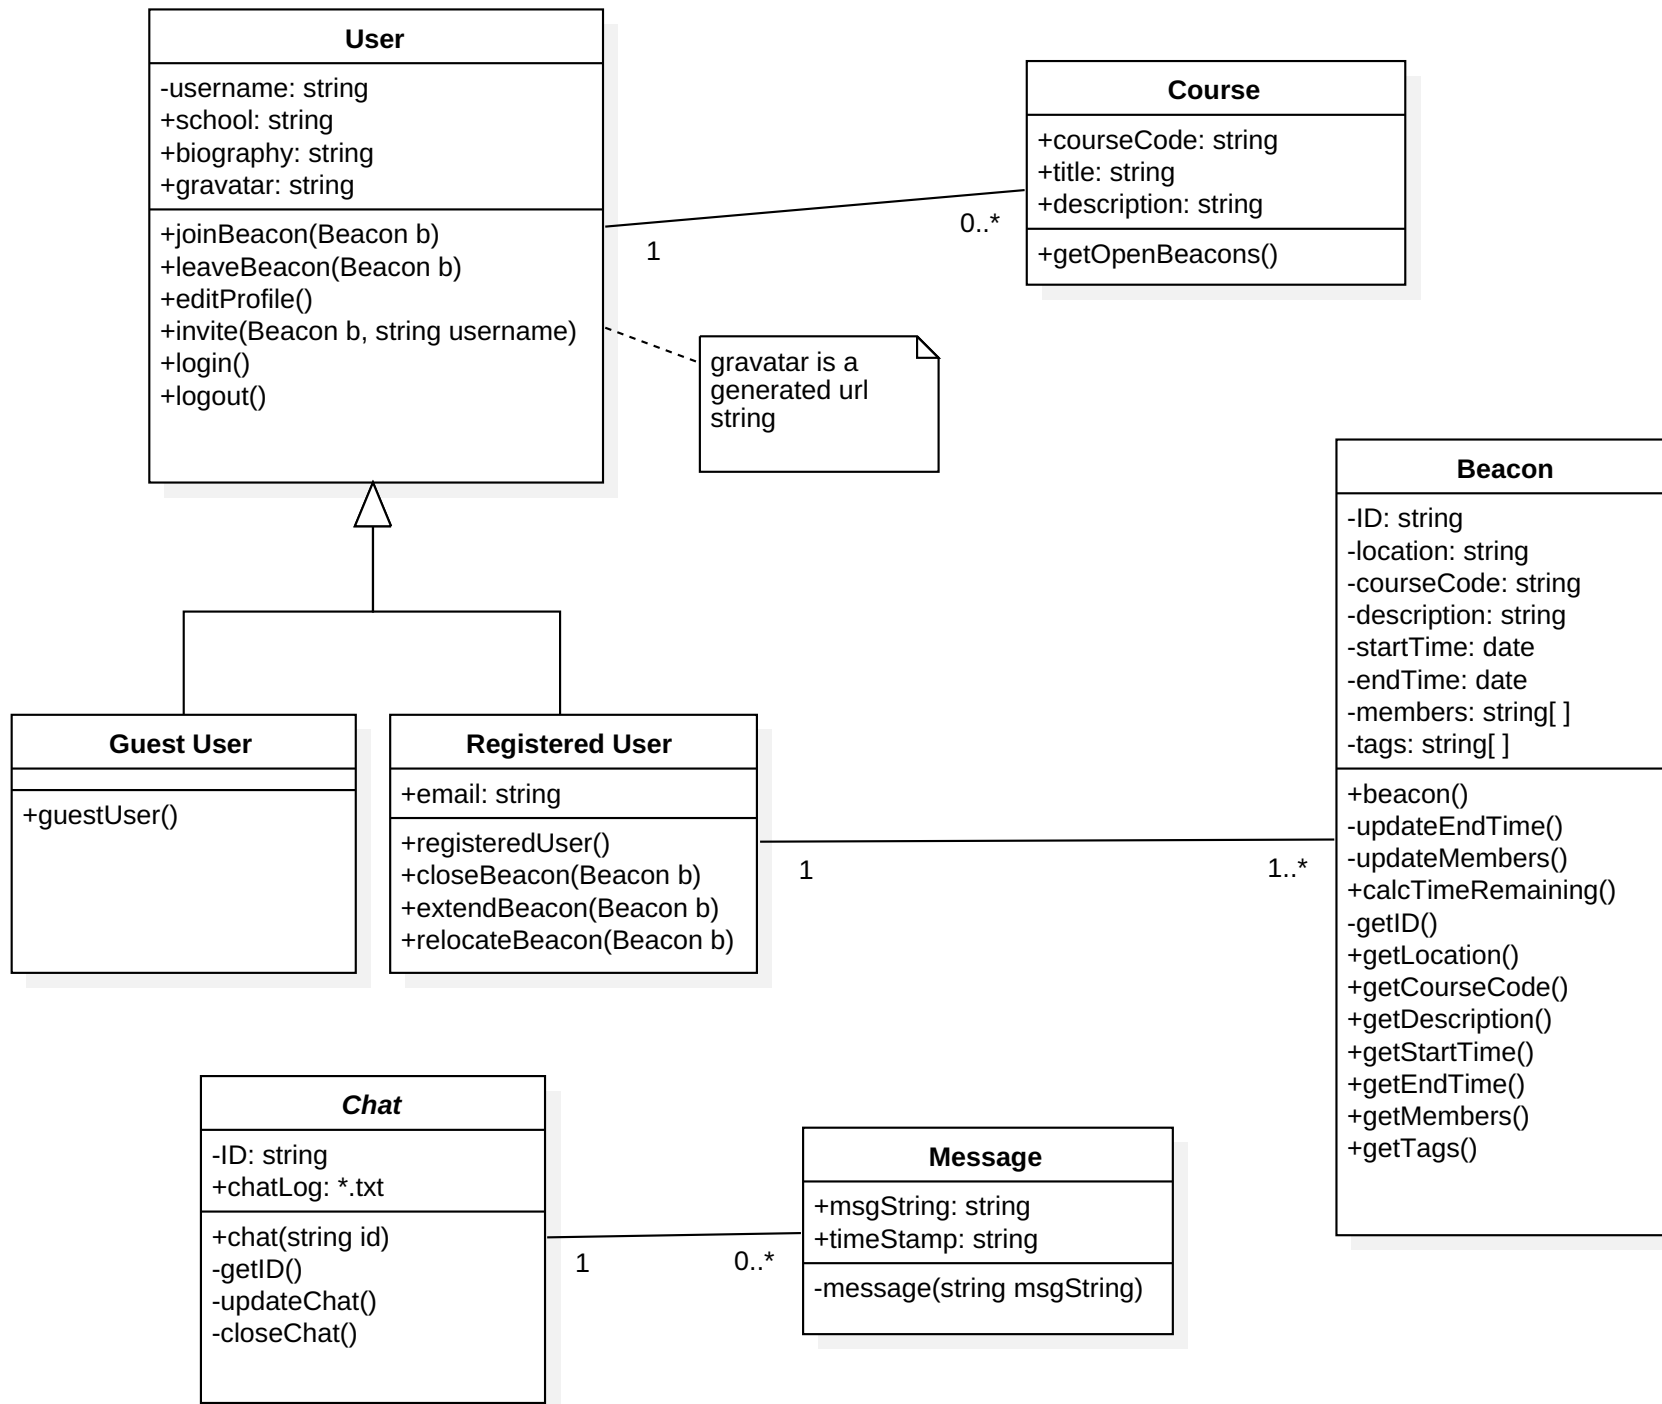 User
-username: string
+school: string
+biography: string
+gravatar: string
+joinBeacon(Beacon b)
+leaveBeacon(Beacon b)
+editProfile()
+invite(Beacon b, string username)
+login()
+logout()
Course
+courseCode: string
+title: string
+description: string
+getOpenBeacons()
1
0..*
gravatar is a
generated url
string
Beacon
-ID: string
-location: string
-courseCode: string
-description: string
-startTime: date
-endTime: date
-members: string[ ]
-tags: string[ ]
+beacon()
-updateEndTime()
-updateMembers()
+calcTimeRemaining()
-getID()
+getLocation()
+getCourseCode()
+getDescription()
+getStartTime()
+getEndTime()
+getMembers()
+getTags()
Guest User
+guestUser()
Registered User
+email: string
+registeredUser()
+closeBeacon(Beacon b)
+extendBeacon(Beacon b)
+relocateBeacon(Beacon b)
1
1..*
Chat
-ID: string
+chatLog: *.txt
+chat(string id)
-getID()
-updateChat()
-closeChat()
1
0..*
Message
+msgString: string
+timeStamp: string
-message(string msgString)